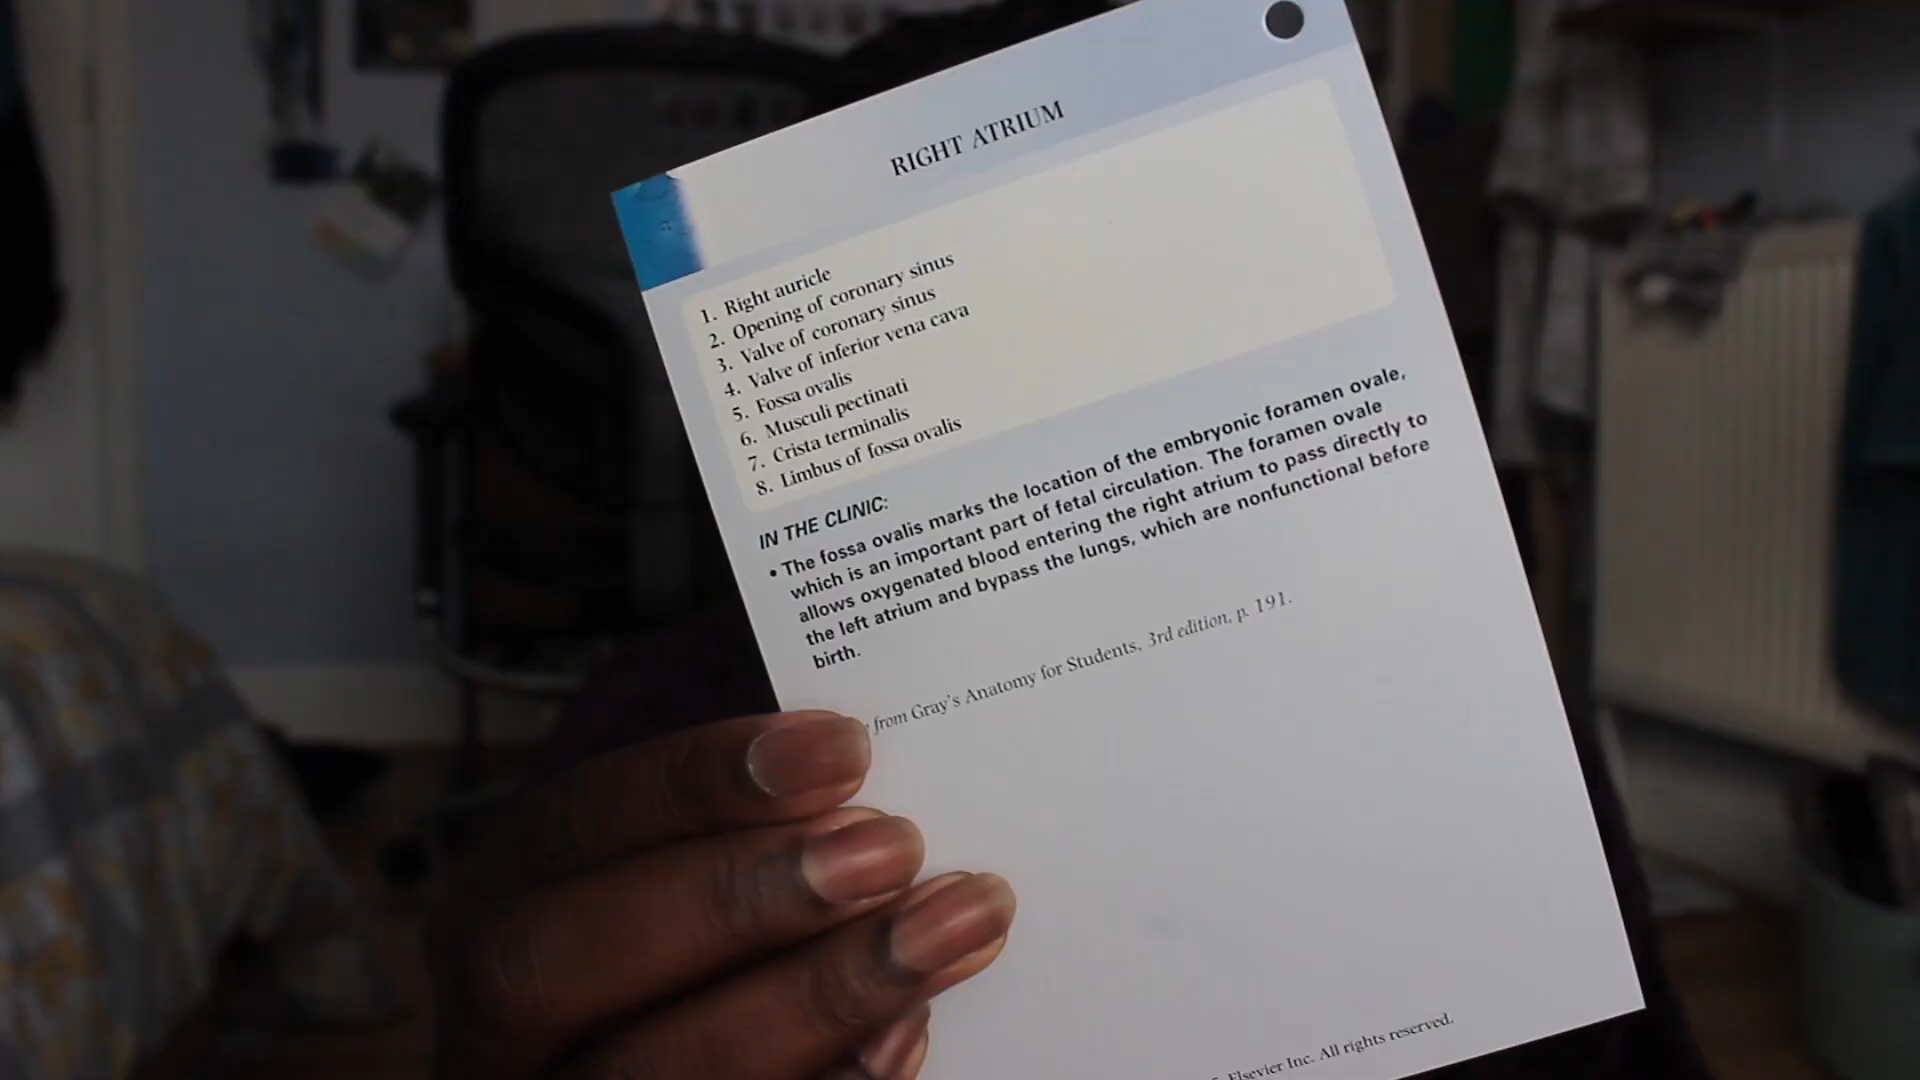 RIGHT ATRIUM
1. Right auricle
2. Opening of coronary sinus
3. Valve of coronary sinus
4. Valve of inferior vena cava
5. Fossa ovalis
6. Musculi pectinati
7. Crista terminalis
8. Limbus of fossa ovalis
IN THE CLINIC:
• The fossa ovalis marks the location of the embryonic foramen ovale,
which is an important part of fetal circulation. The foramen ovale
allows oxygenated blood entering the right atrium to pass directly to
the left atrium and bypass the lungs, which are nonfunctional before
birth.
from Gray's Anatomy for Students, 3rd edition, p. 191.
Elsevier Inc. All rights reserved.